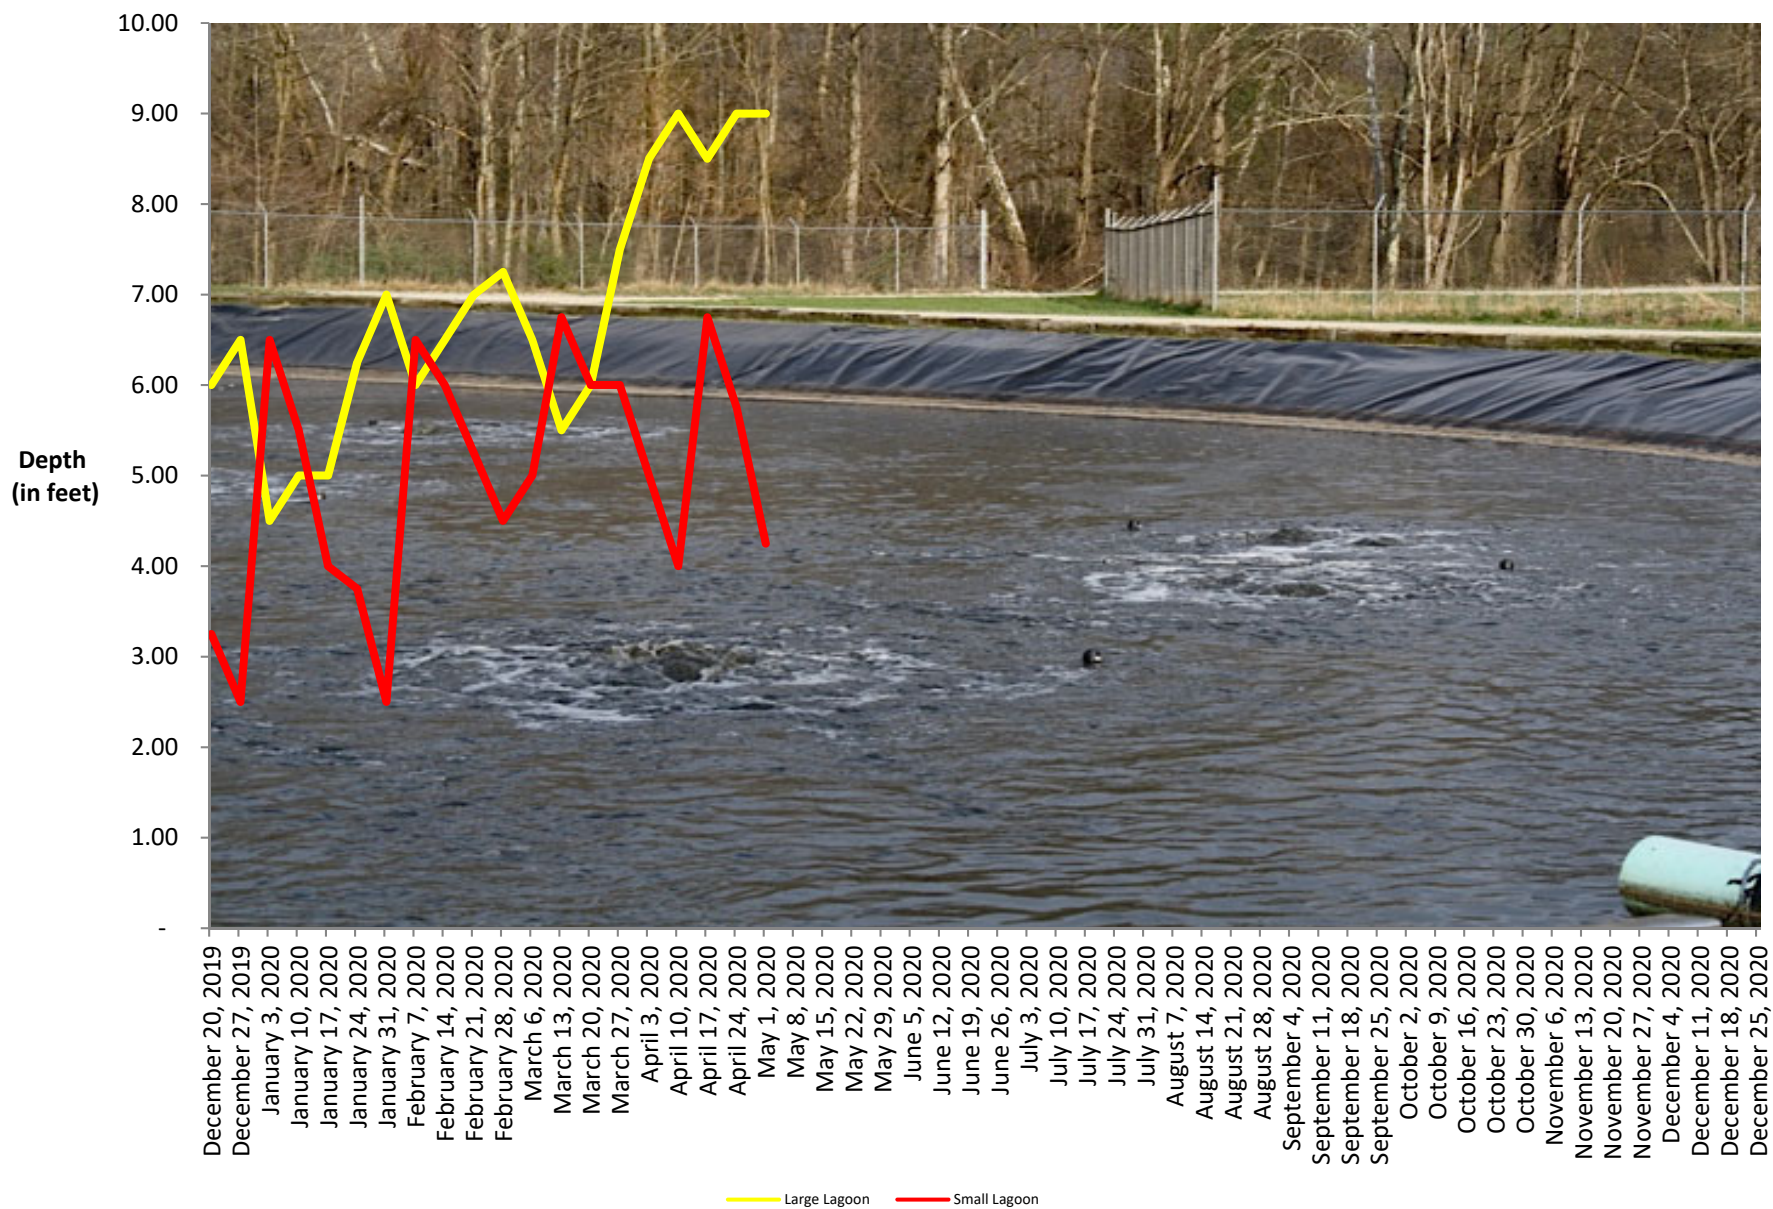 10.00
9.00
8.00
7.00
6.00
5.00
4.00
3.00
2.00
1.00
-
Depth
(in feet)
December 20, 2019
December 27, 2019
January 3, 2020
January 10, 2020
January 17, 2020
January 24, 2020
January 31, 2020
February 7, 2020
February 14, 2020
February 21, 2020
February 28, 2020
March 6, 2020
March 13, 2020
March 20, 2020
March 27, 2020
April 3, 2020
April 10, 2020
April 17, 2020
April 24, 2020
May 1, 2020
May 8, 2020
May 15, 2020
May 22, 2020
May 29, 2020
June 5, 2020
June 12, 2020
June 19, 2020
June 26, 2020
July 3, 2020
July 10, 2020
July 17, 2020
July 24, 2020
July 31, 2020
August 7, 2020
August 14, 2020
August 21, 2020
August 28, 2020
September 4, 2020
September 11, 2020
September 18, 2020
September 25, 2020
October 2, 2020
October 9, 2020
October 16, 2020
October 23, 2020
October 30, 2020
November 6, 2020
November 13, 2020
November 20, 2020
November 27, 2020
December 4, 2020
December 11, 2020
December 18, 2020
December 25, 2020
Large Lagoon
Small Lagoon